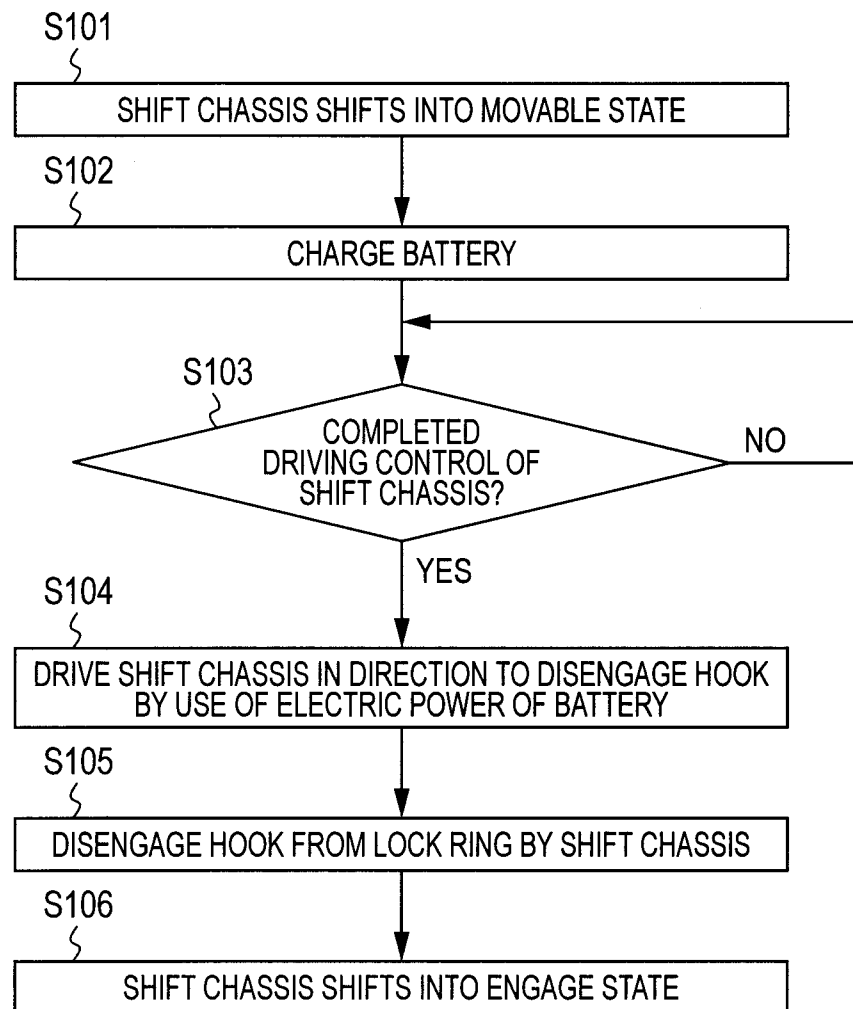 S101
SHIFT CHASSIS SHIFTS INTO MOVABLE STATE
S102
CHARGE BATTERY
S103
COMPLETED
DRIVING CONTROL OF
SHIFT CHASSIS?
NO
YES
S104
DRIVE SHIFT CHASSIS IN DIRECTION TO DISENGAGE HOOK
BY USE OF ELECTRIC POWER OF BATTERY
S105
DISENGAGE HOOK FROM LOCK RING BY SHIFT CHASSIS
S106
SHIFT CHASSIS SHIFTS INTO ENGAGE STATE